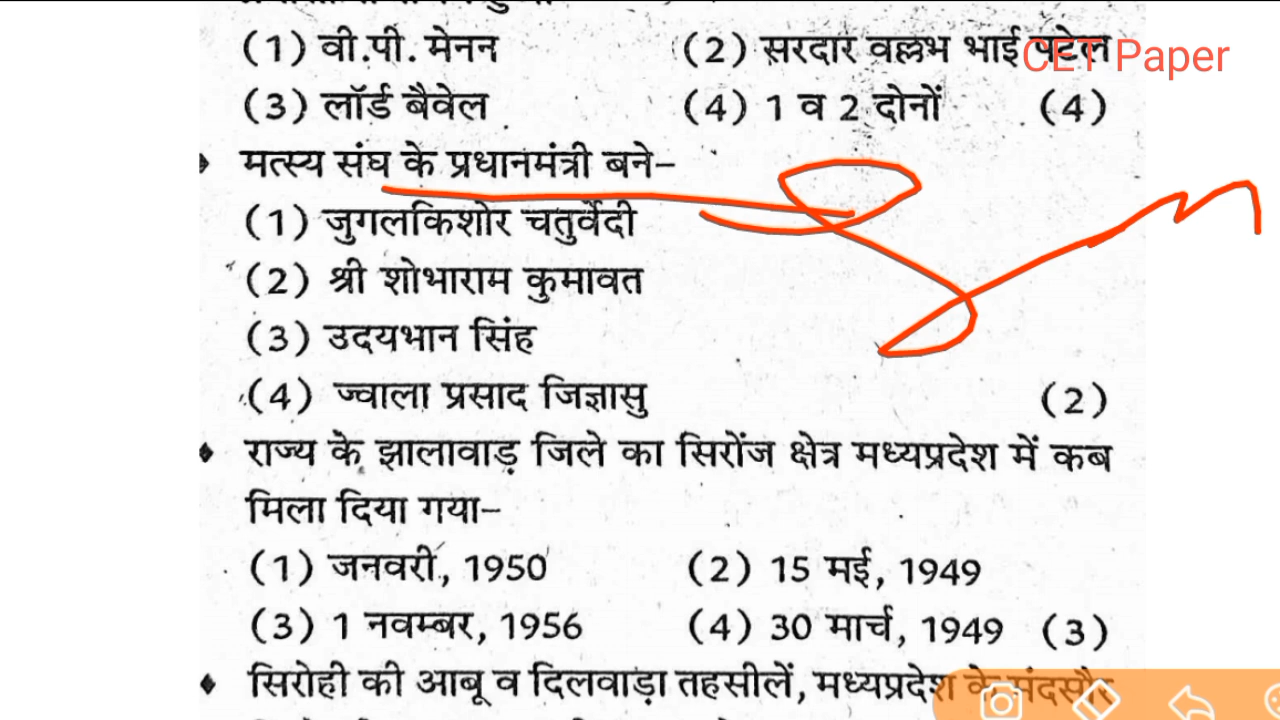 (1) वी.पी. मेनन (2) सरदार वल्लभ भाई पटेल
CET Paper
(3) लॉर्ड बैवेल (4) 1 व 2 दोनों (4)
मत्स्य संघ के प्रधानमंत्री बने–
(1) जुगलकिशोर चतुर्वेदी
(2) श्री शोभाराम कुमावत
(3) उदयभान सिंह
(4) ज्वाला प्रसाद जिज्ञासु (2)
राज्य के झालावाड़ जिले का सिरोंज क्षेत्र मध्यप्रदेश में कब
मिला दिया गया–
(1) जनवरी, 1950 (2) 15 मई, 1949
(3) 1 नवम्बर, 1956 (4) 30 मार्च, 1949 (3)
सिरोही की आबू व दिलवाड़ा तहसीलें, मध्यप्रदेश के मंदसौर